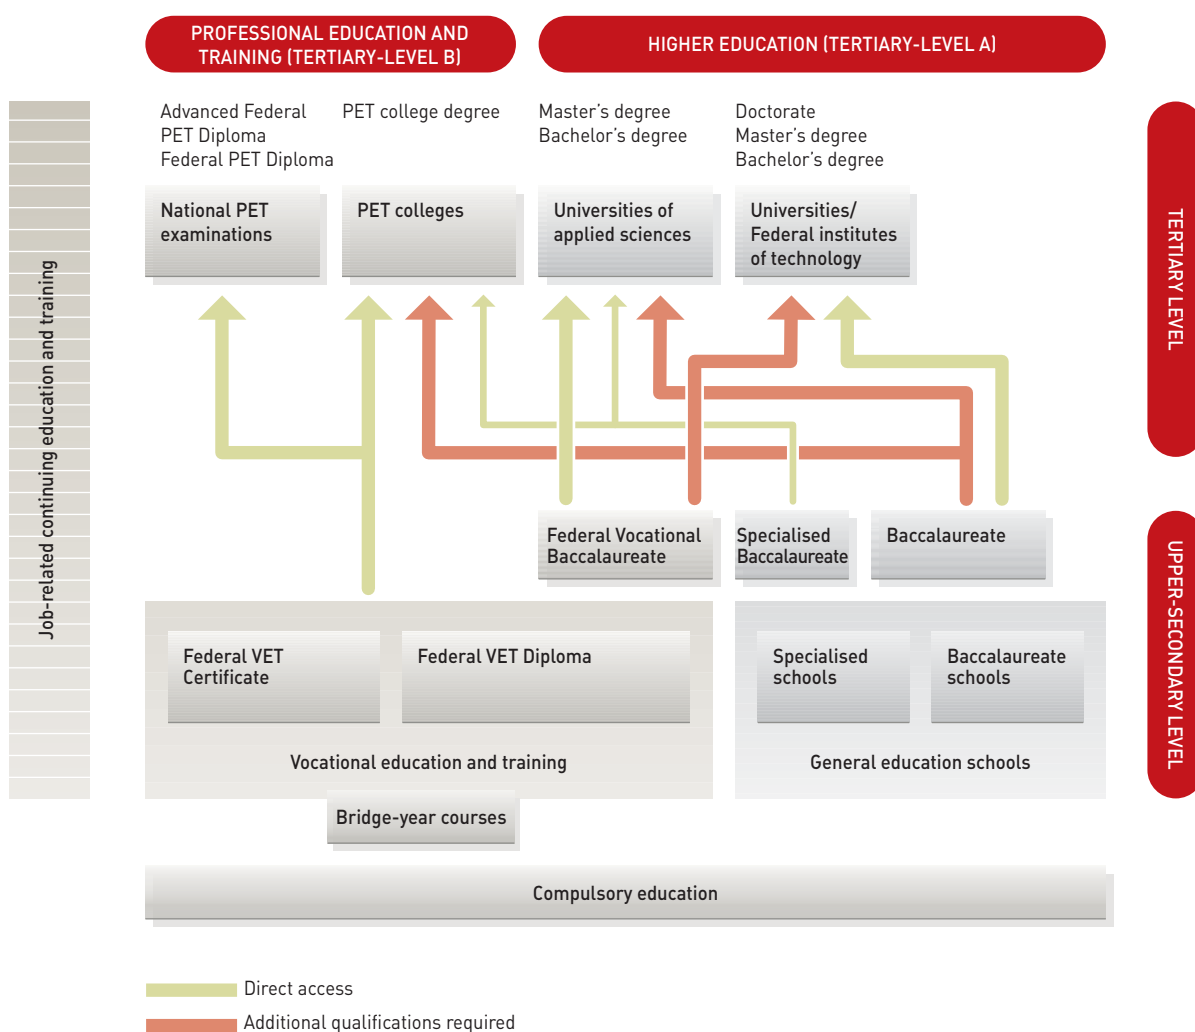 PROFESSIONAL EDUCATION AND
TRAINING (TERTIARY-LEVEL B)
HIGHER EDUCATION (TERTIARY-LEVEL A)
Advanced Federal
PET Diploma
Federal PET Diploma
PET college degree
Master's degree
Bachelor's degree
Doctorate
Master's degree
Bachelor's degree
National PET
examinations
PET colleges
Universities of
applied sciences
Universities/
Federal institutes
of technology
TERTIARY LEVEL
Job-related continuing education and training
Federal Vocational
Baccalaureate
Specialised
Baccalaureate
Baccalaureate
UPPER-SECONDARY LEVEL
Federal VET
Certificate
Federal VET Diploma
Specialised
schools
Baccalaureate
schools
Vocational education and training
General education schools
Bridge-year courses
Compulsory education
Direct access
Additional qualifications required